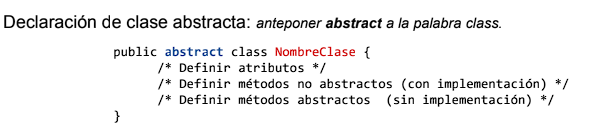 Declaración de clase abstracta: anteponer abstract a la palabra class.
public abstract class NombreClase {
/* Definir atributos */
/* Definir métodos no abstractos (con implementación) */
/* Definir métodos abstractos  (sin implementación) */
}